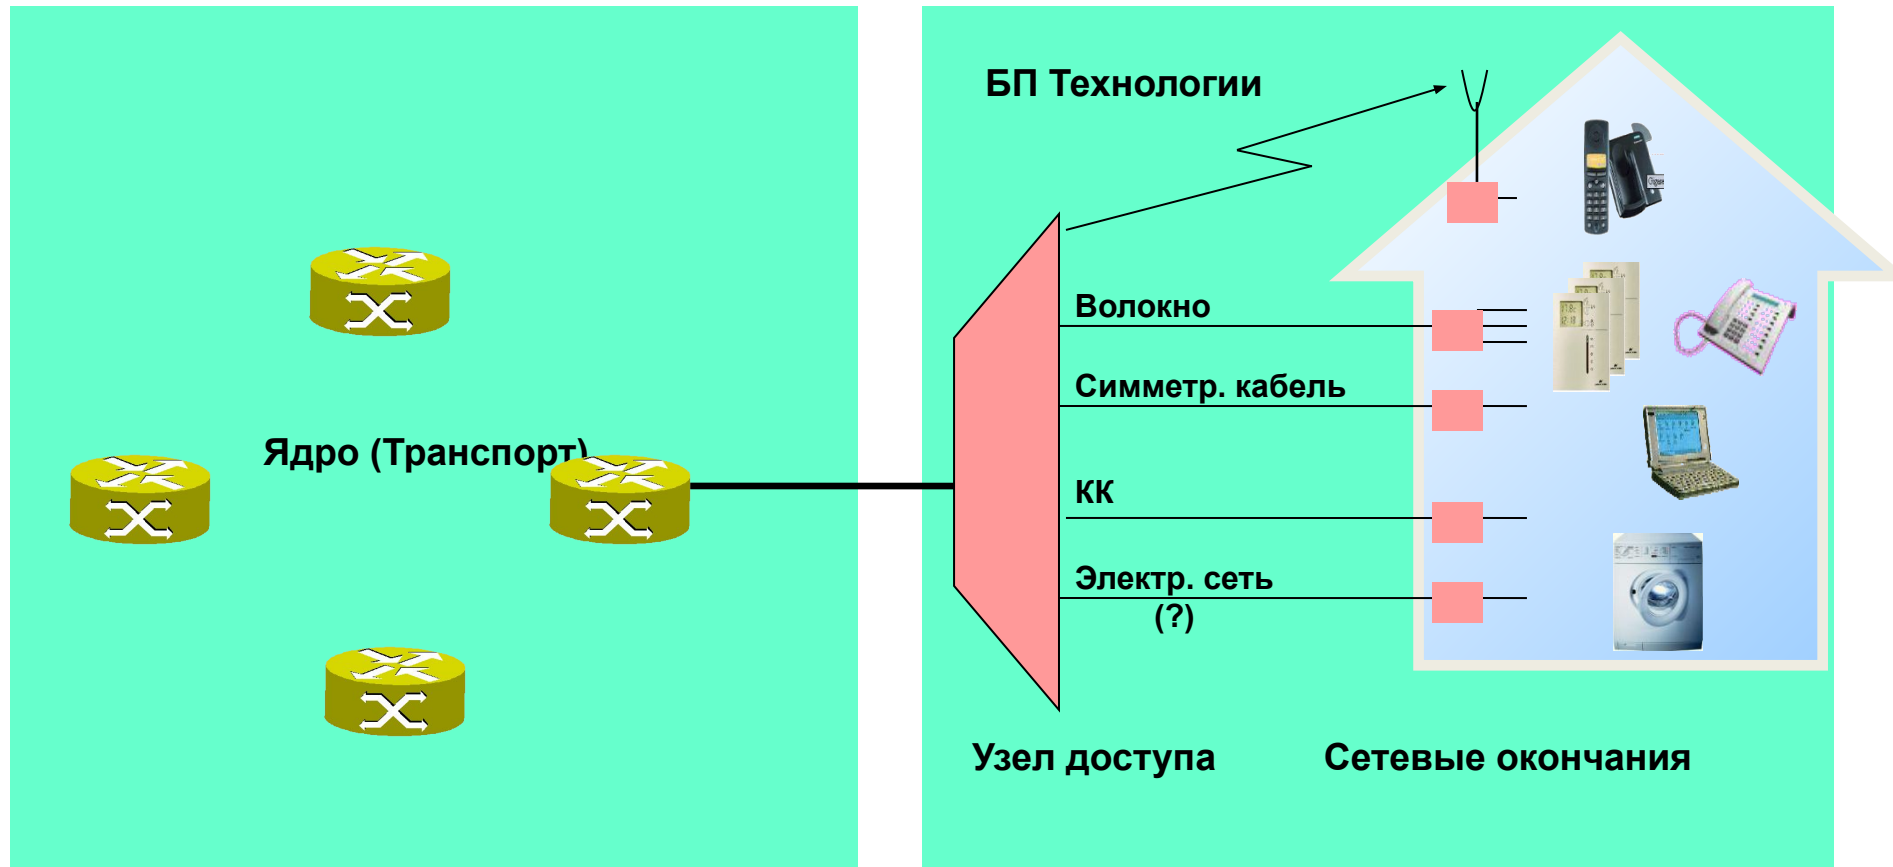 БП Технологии
Волокно
Симметр. кабель
Ядро (Транспорт)
КК
Электр. сеть
(?)
Узел доступа
Сетевые окончания